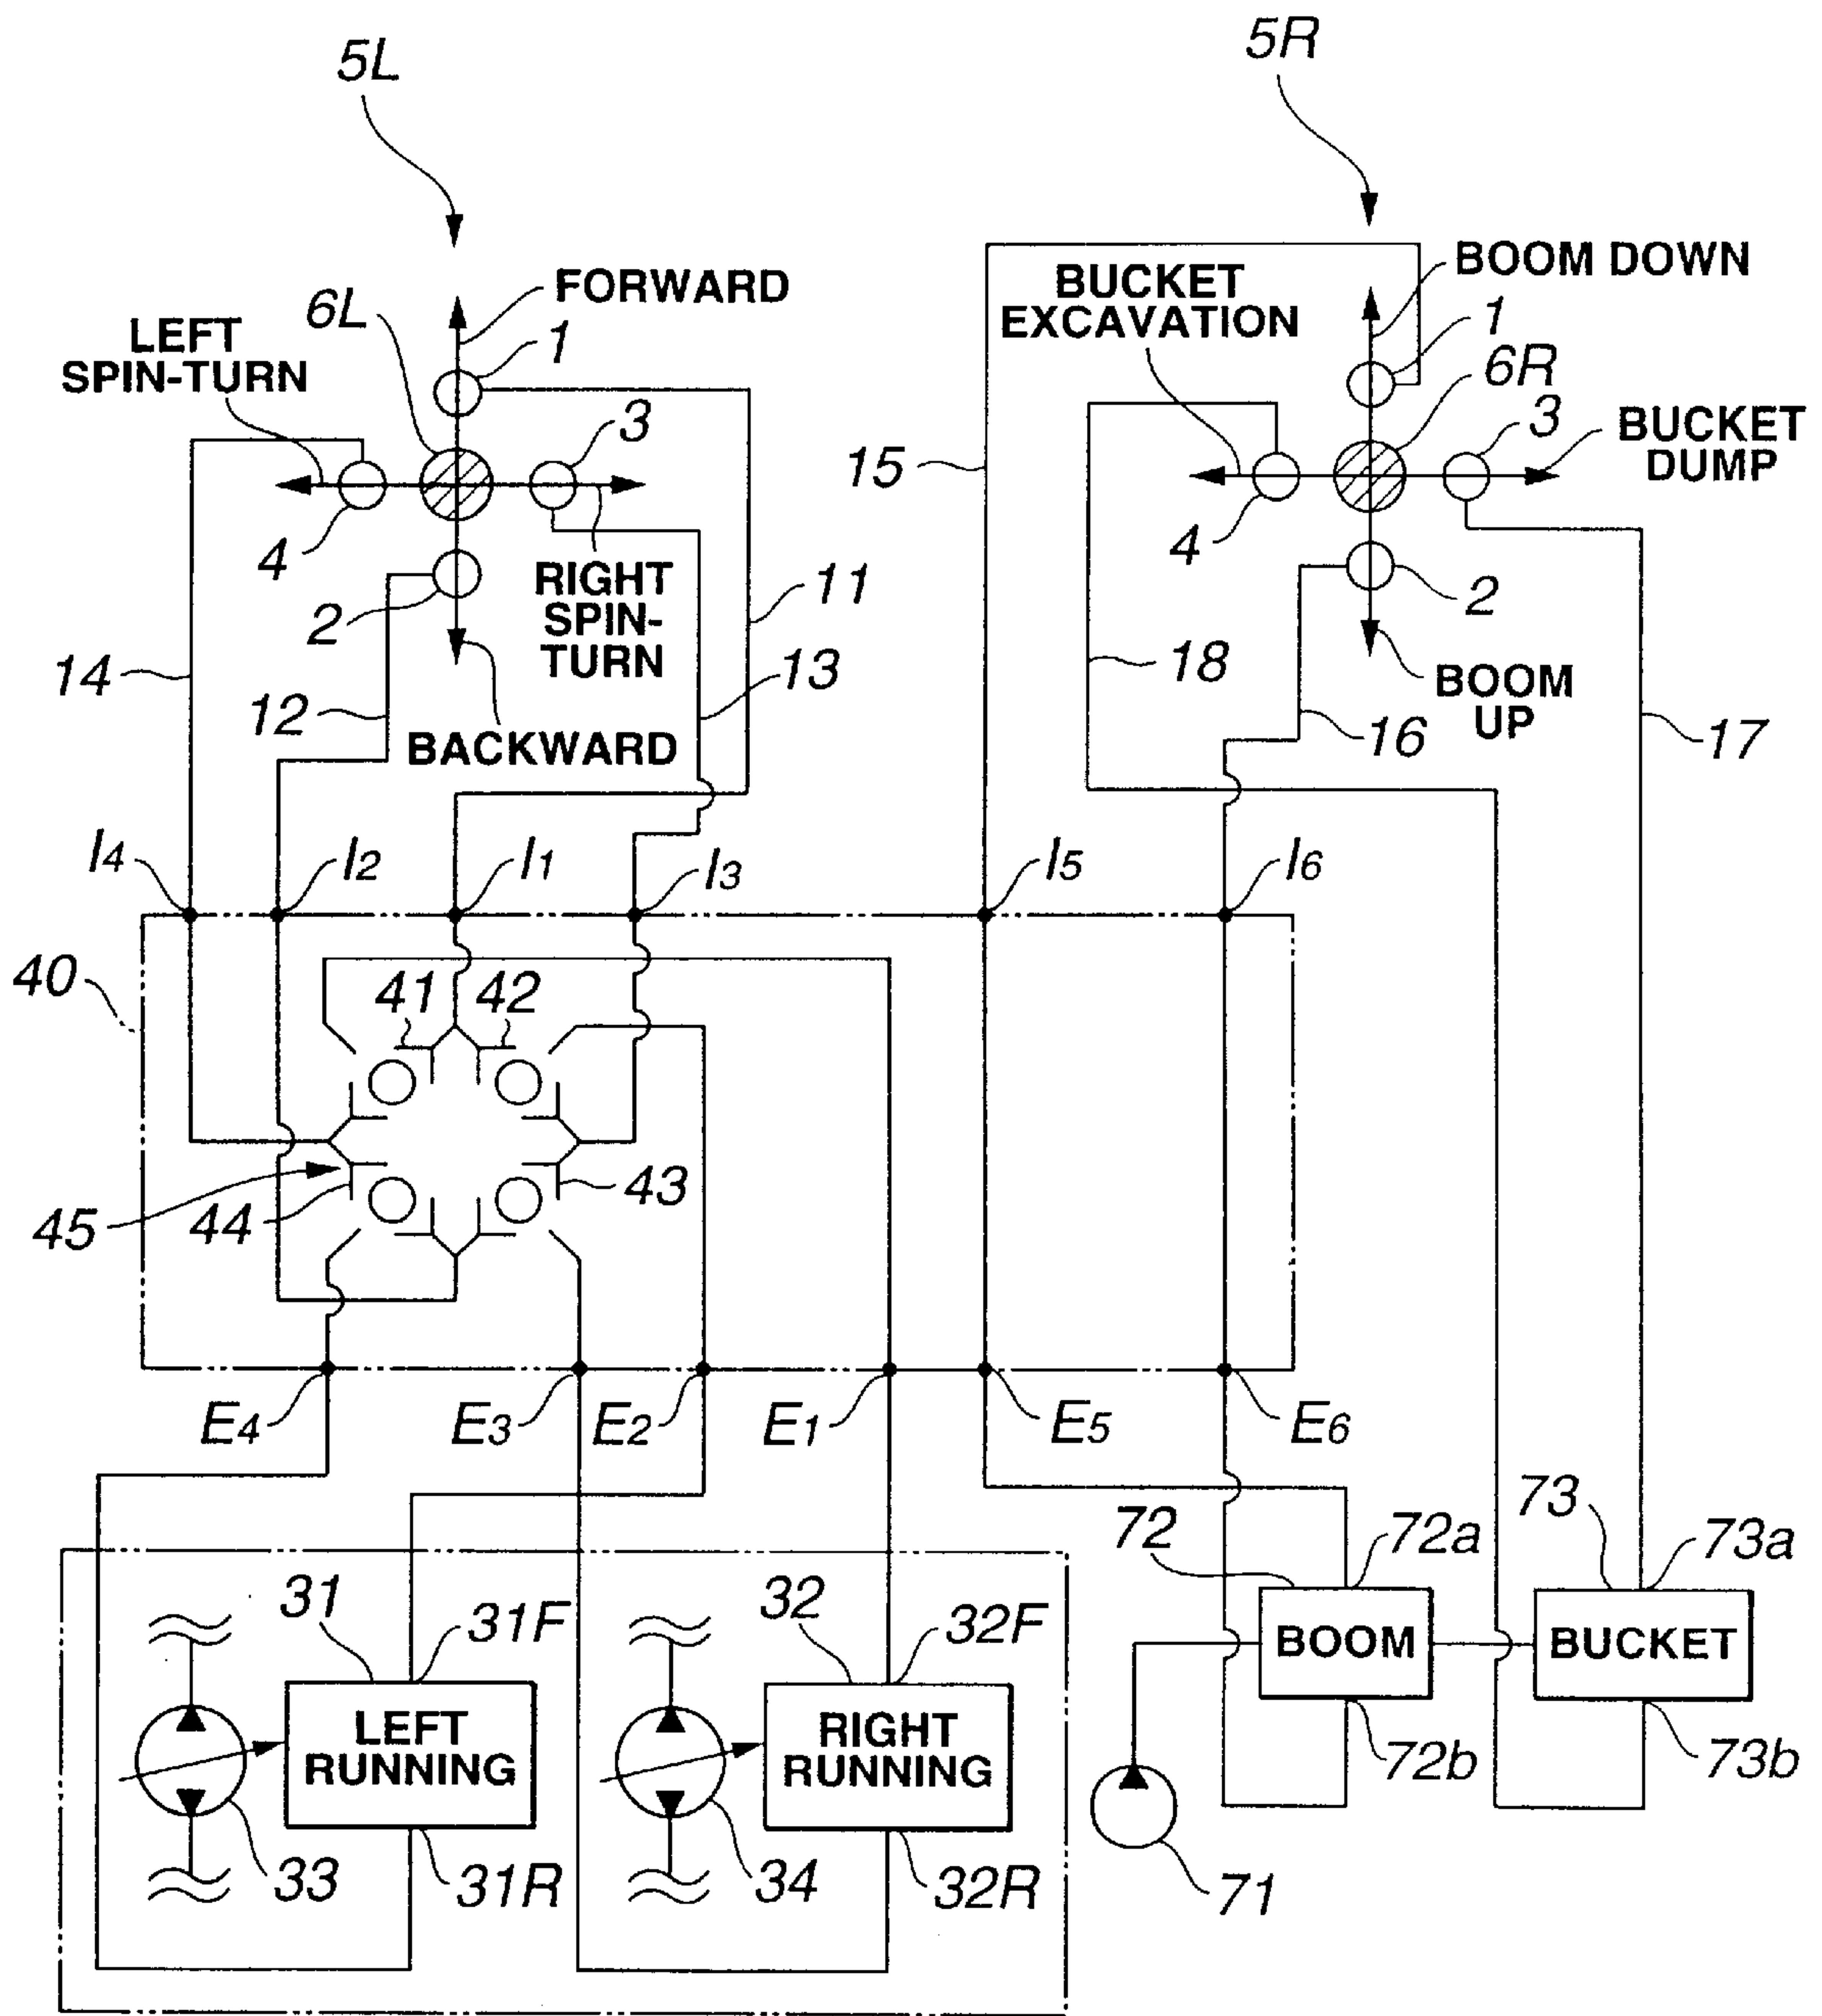 5L
5R
FORWARD
BOOM DOWN
BUCKET
EXCAVATION
6L
1
1
LEFT
SPIN-TURN
6R
3
3
BUCKET
DUMP
15
4
4
RIGHT
SPIN-
TURN
11
2
2
14
13
18
BOOM
UP
12
16
17
BACKWARD
I4
I2
I1
I3
I5
I6
40
41
42
43
45
44
E4
E3
E2
E1
E5
E6
72
72a
73
73a
31
31F
32
32F
BOOM
BUCKET
LEFT
RUNNING
RIGHT
RUNNING
72b
73b
33
31R
34
32R
71